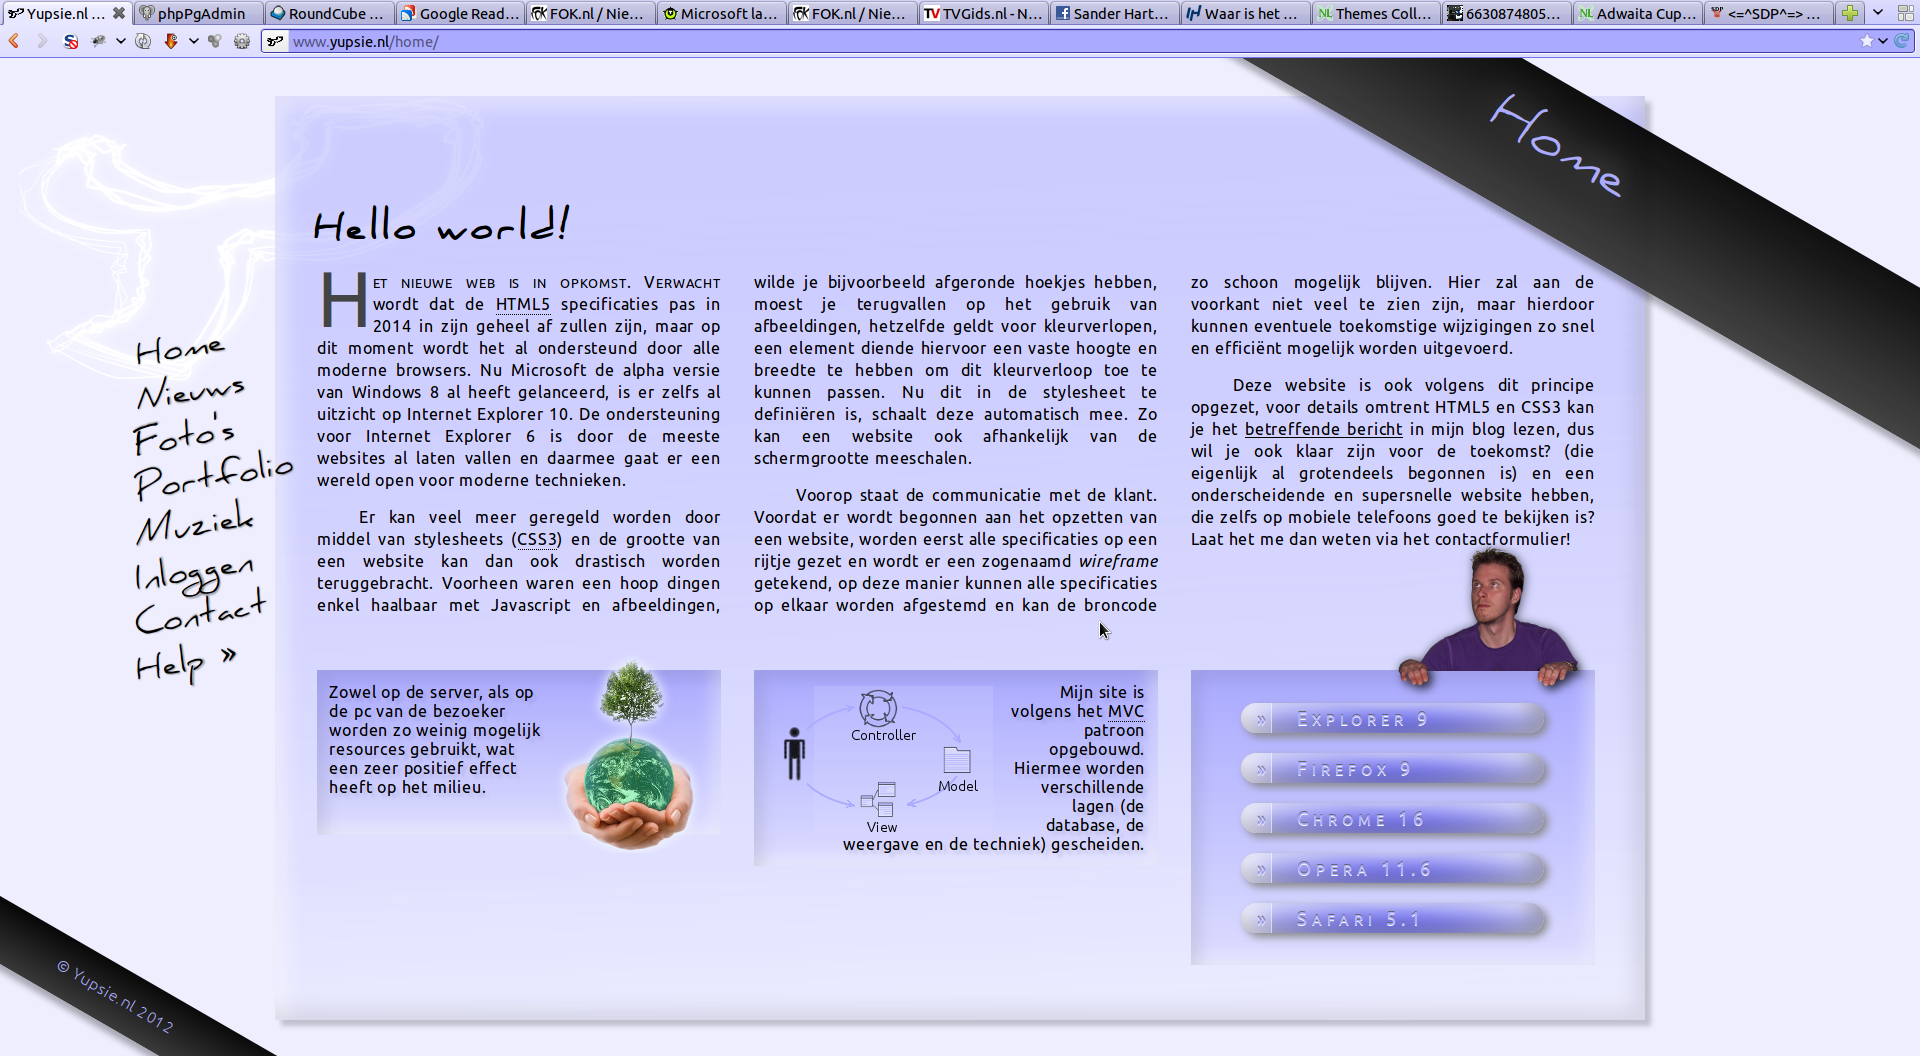 Yupsie.nl ...
phpPgAdmin
RoundCube ...
Google Read...
FOK.nl / Nie...
Microsoft la...
FOK.nl / Nie...
TVGids.nl - N...
Sander Hart...
Waar is het ...
Themes Coll...
6630874805...
Adwaita Cup...
<=^SDP^=> ...
www.yupsie.nl/home/
Home
Home
Nieuws
Foto's
Portfolio
Muziek
Inloggen
Contact
Help »
Hello world!
Het nieuwe web is in opkomst. Verwacht
wordt dat de HTML5 specificaties pas in
2014 in zijn geheel af zullen zijn, maar op
dit moment wordt het al ondersteund door alle
moderne browsers. Nu Microsoft de alpha versie
van Windows 8 al heeft gelanceerd, is er zelfs al
uitzicht op Internet Explorer 10. De ondersteuning
voor Internet Explorer 6 is door de meeste
websites al laten vallen en daarmee gaat er een
wereld open voor moderne technieken.
Er kan veel meer geregeld worden door
middel van stylesheets (CSS3) en de grootte van
een website kan dan ook drastisch worden
teruggebracht. Voorheen waren een hoop dingen
enkel haalbaar met Javascript en afbeeldingen,
wilde je bijvoorbeeld afgeronde hoekjes hebben,
moest je terugvallen op het gebruik van
afbeeldingen, hetzelfde geldt voor kleurverlopen,
een element diende hiervoor een vaste hoogte en
breedte te hebben om dit kleurverloop toe te
kunnen passen. Nu dit in de stylesheet te
definiëren is, schaalt deze automatisch mee. Zo
kan een website ook afhankelijk van de
schermgrootte meeschalen.
Voorop staat de communicatie met de klant.
Voordat er wordt begonnen aan het opzetten van
een website, worden eerst alle specificaties op een
rijtje gezet en wordt er een zogenaamd wireframe
getekend, op deze manier kunnen alle specificaties
op elkaar worden afgestemd en kan de broncode
zo schoon mogelijk blijven. Hier zal aan de
voorkant niet veel te zien zijn, maar hierdoor
kunnen eventuele toekomstige wijzigingen zo snel
en efficiënt mogelijk worden uitgevoerd.
Deze website is ook volgens dit principe
opgezet, voor details omtrent HTML5 en CSS3 kan
je het betreffende bericht in mijn blog lezen, dus
wil je ook klaar zijn voor de toekomst? (die
eigenlijk al grotendeels begonnen is) en een
onderscheidende en supersnelle website hebben,
die zelfs op mobiele telefoons goed te bekijken is?
Laat het me dan weten via het contactformulier!
Zowel op de server, als op
de pc van de bezoeker
worden zo weinig mogelijk
resources gebruikt, wat
een zeer positief effect
heeft op het milieu.
Controller
Model
View
Mijn site is
volgens het MVC
patroon
opgebouwd.
Hiermee worden
verschillende
lagen (de
database, de
weergave en de techniek) gescheiden.
» Explorer 9
» Firefox 9
» Chrome 16
» Opera 11.6
» Safari 5.1
© Yupsie.nl 2012